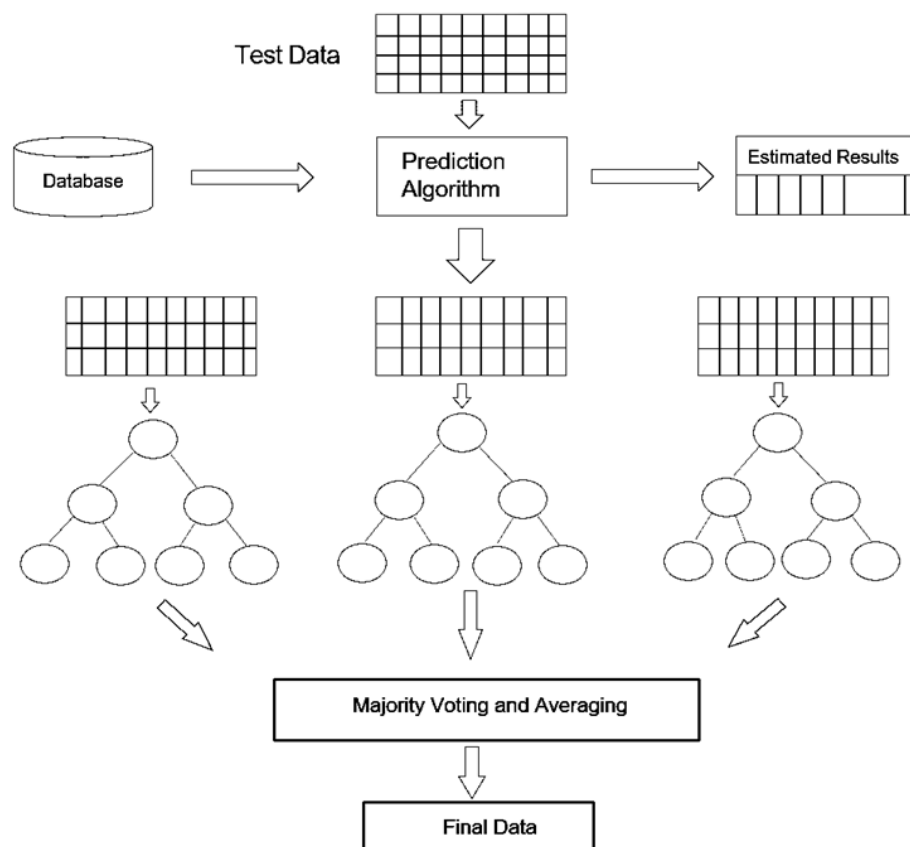 Test Data
Database
Prediction
Algorithm
Estimated Results
Majority Voting and Averaging
Final Data